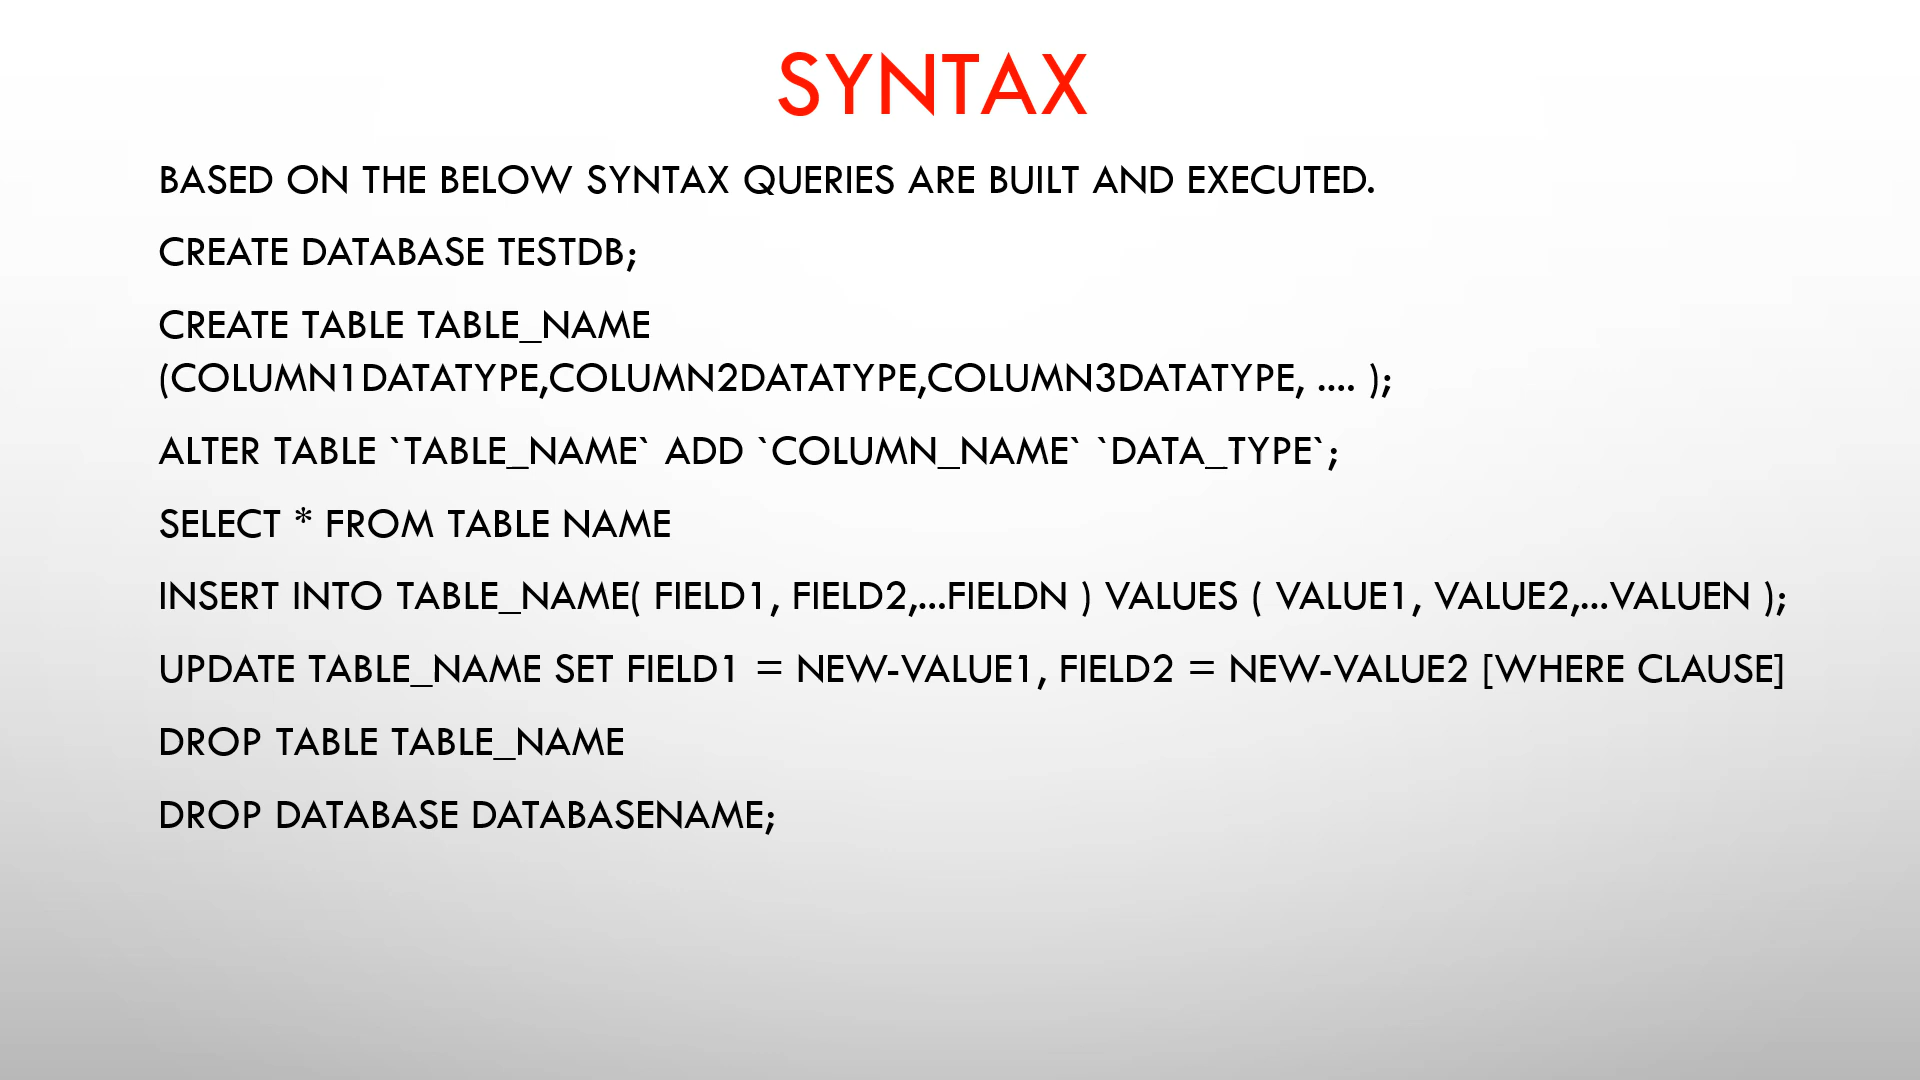 SYNTAX
BASED ON THE BELOW SYNTAX QUERIES ARE BUILT AND EXECUTED.
CREATE DATABASE TESTDB;
CREATE TABLE TABLE_NAME
(COLUMN1DATATYPE,COLUMN2DATATYPE,COLUMN3DATATYPE, .... );
ALTER TABLE `TABLE_NAME` ADD `COLUMN_NAME` `DATA_TYPE`;
SELECT * FROM TABLE NAME
INSERT INTO TABLE_NAME( FIELD1, FIELD2,...FIELDN ) VALUES ( VALUE1, VALUE2,...VALUEN );
UPDATE TABLE_NAME SET FIELD1 = NEW-VALUE1, FIELD2 = NEW-VALUE2 [WHERE CLAUSE]
DROP TABLE TABLE_NAME
DROP DATABASE DATABASENAME;